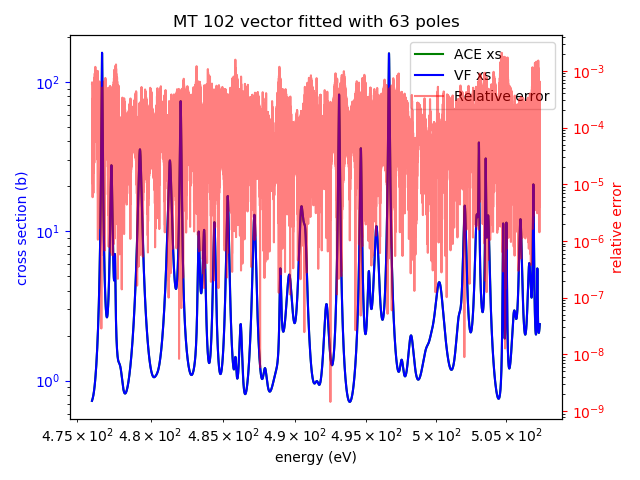 MT 102 vector fitted with 63 poles
ACE xs
VF xs
Relative error
cross section (b)
10²
10¹
10⁰
relative error
10⁻³
10⁻⁴
10⁻⁵
10⁻⁶
10⁻⁷
10⁻⁸
10⁻⁹
4.75 × 10² 4.8 × 10² 4.85 × 10² 4.9 × 10² 4.95 × 10² 5 × 10² 5.05 × 10²
energy (eV)